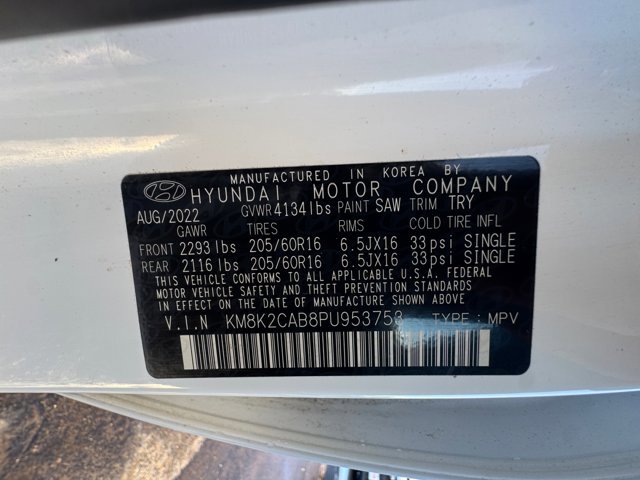 MANUFACTURED IN KOREA BY
HYUNDAI MOTOR COMPANY
AUG/2022 GVWR 4134 lbs PAINT SAW TRIM TRY
GAWR TIRES RIMS COLD TIRE INFL
FRONT 2293 lbs 205/60R16 6.5JX16 33psi SINGLE
REAR 2116 lbs 205/60R16 6.5JX16 33psi SINGLE
THIS VEHICLE CONFORMS TO ALL APPLICABLE U.S.A. FEDERAL
MOTOR VEHICLE SAFETY AND THEFT PREVENTION STANDARDS
IN EFFECT ON THE DATE OF MANUFACTURE SHOWN ABOVE.
V.I.N KM8K2CAB8PU953753 TYPE : MPV